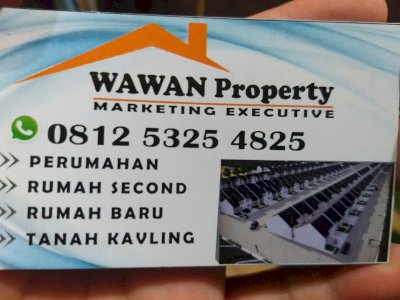 WAWAN Property
MARKETING EXECUTIVE
0812 5325 4825
PERUMAHAN
RUMAH SECOND
RUMAH BARU
TANAH KAVLING